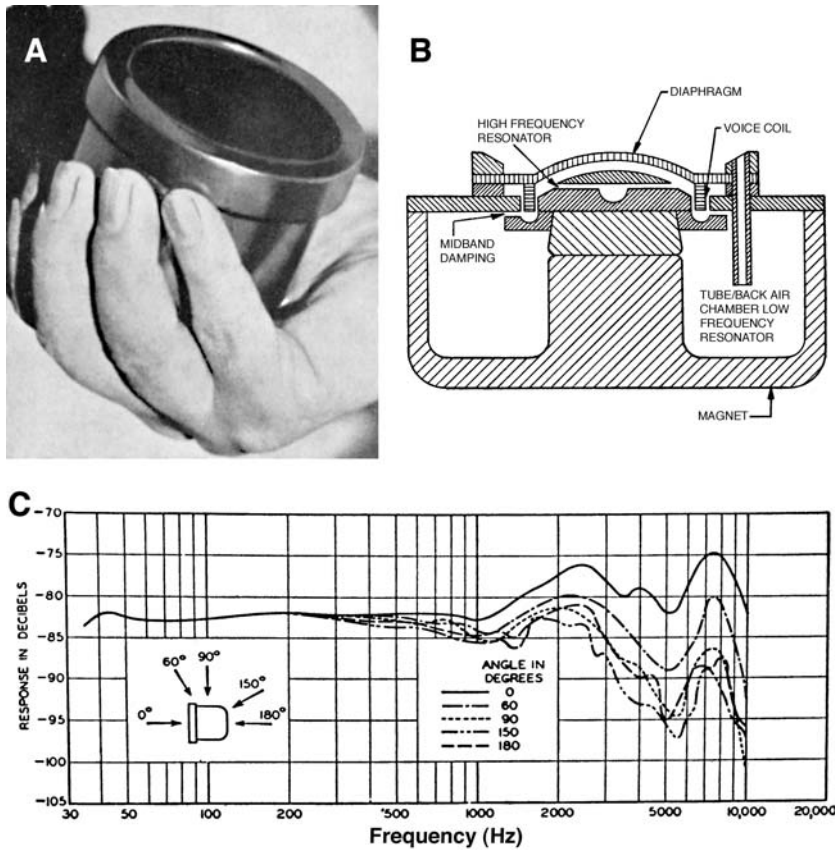 A
B
DIAPHRAGM
HIGH FREQUENCY
RESONATOR
VOICE COIL
MIDBAND
DAMPING
TUBE/BACK AIR
CHAMBER LOW
FREQUENCY
RESONATOR
MAGNET
C
RESPONSE IN DECIBELS
-70
-75
-80
-85
-90
-95
-100
-105
0°
60°
90°
150°
180°
ANGLE IN
DEGREES
0
60
90
150
180
30 50 100 200 500 1000 2000 5000 10,000 20,000
Frequency (Hz)